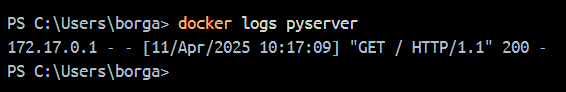 PS C:\Users\borga> docker logs pyserver
172.17.0.1 - - [11/Apr/2025 10:17:09] "GET / HTTP/1.1" 200 -
PS C:\Users\borga>